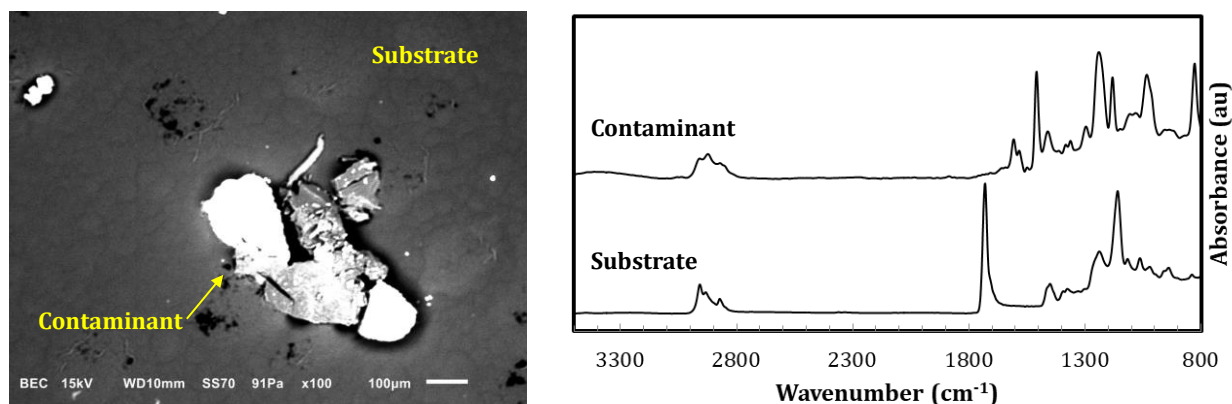 Substrate
Contaminant
BEC 15kV WD10mm SS70 91Pa x100 100µm
Contaminant
Substrate
Absorbance (au)
3300 2800 2300 1800 1300 800
Wavenumber (cm⁻¹)